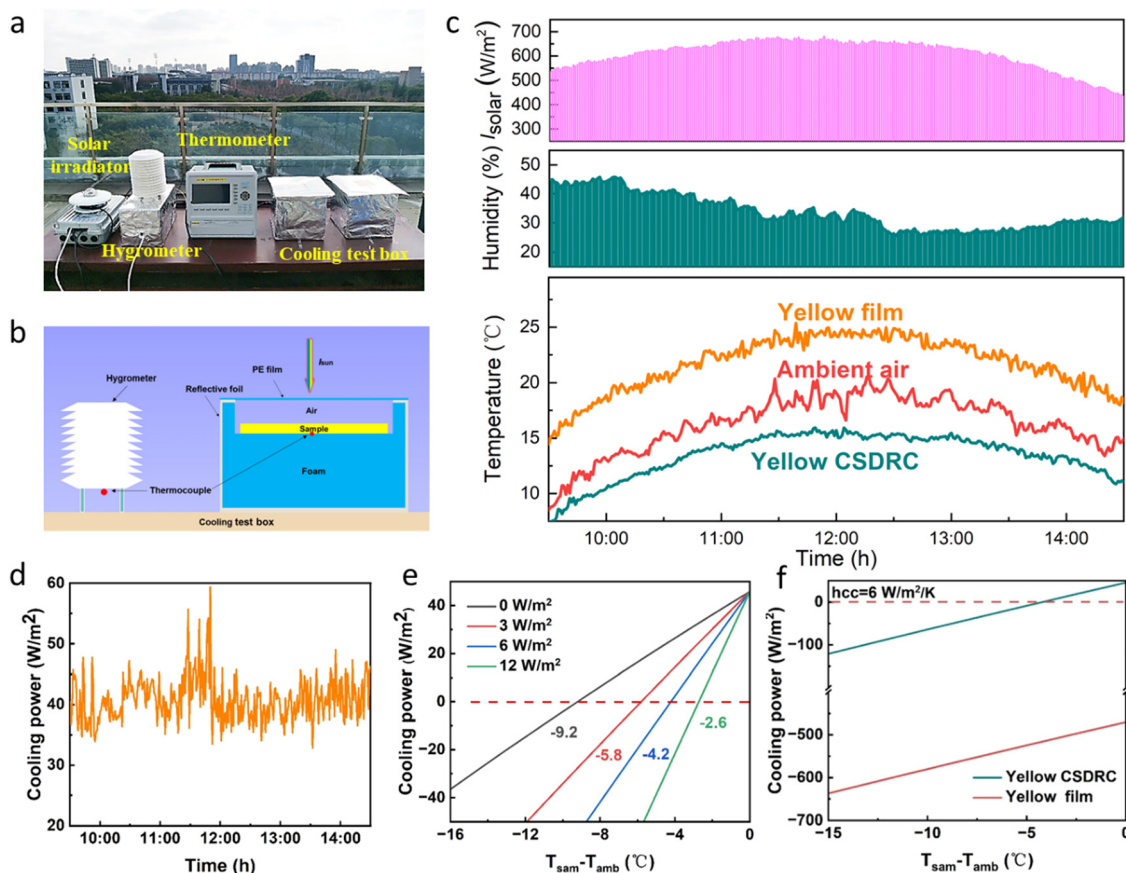 a
Solar
irradiator
Thermometer
Hygrometer
Cooling test box
b
Hygrometer
Reflective foil
PE film
Isun
Air
Sample
Foam
Thermocouple
Cooling test box
c
Isolar (W/m²)
700
600
500
400
300
Humidity (%)
50
40
30
20
Temperature (℃)
25
20
15
10
Yellow film
Ambient air
Yellow CSDRC
10:00 11:00 12:00 13:00 14:00
Time (h)
d
Cooling power (W/m²)
60
50
40
30
20
10:00 11:00 12:00 13:00 14:00
Time (h)
e
Cooling power (W/m²)
40
20
0
−20
−40
0 W/m²
3 W/m²
6 W/m²
12 W/m²
-9.2
-5.8
-4.2
-2.6
−16 −12 −8 −4 0
Tsam-Tamb (℃)
f
Cooling power (W/m²)
hcc=6 W/m²/K
0
−100
−500
−600
−700
Yellow CSDRC
Yellow film
−15 −10 −5 0
Tsam-Tamb (℃)